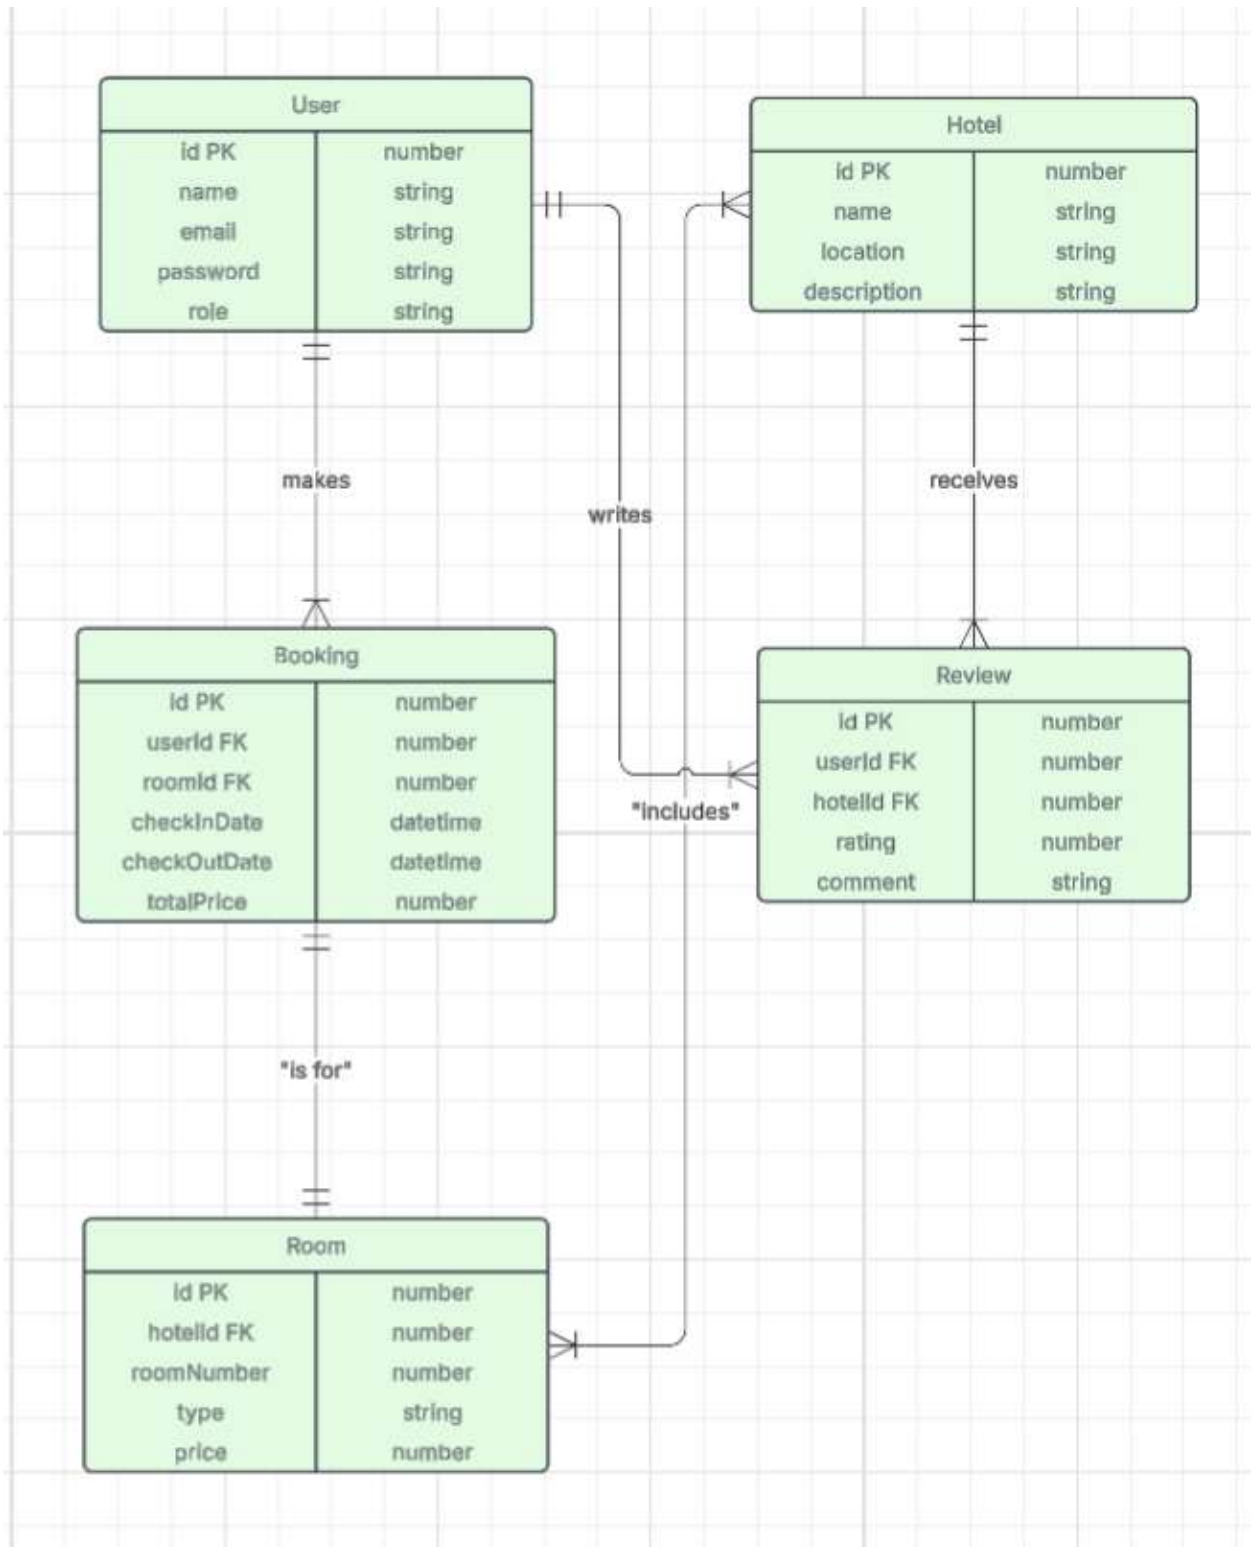 User
id PK number
name string
email string
password string
role string
Hotel
id PK number
name string
location string
description string
makes
writes
receives
Booking
id PK number
userId FK number
roomId FK number
checkInDate datetime
checkOutDate datetime
totalPrice number
Review
id PK number
userId FK number
hotelId FK number
rating number
comment string
"includes"
"is for"
Room
id PK number
hotelId FK number
roomNumber number
type string
price number